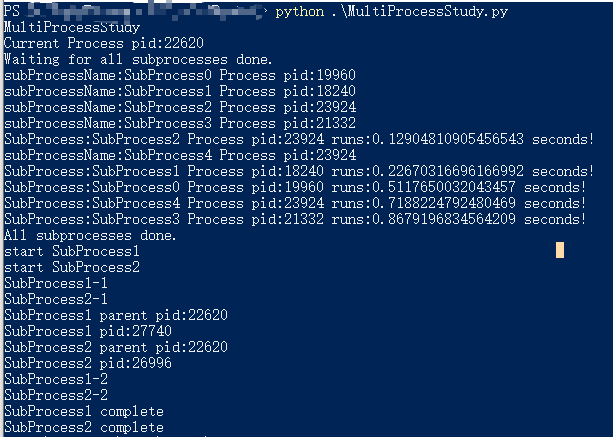 PS > python .\MultiProcessStudy.py
MultiProcessStudy
Current Process pid:22620
Waiting for all subprocesses done.
subProcessName:SubProcess0 Process pid:19960
subProcessName:SubProcess1 Process pid:18240
subProcessName:SubProcess2 Process pid:23924
subProcessName:SubProcess3 Process pid:21332
SubProcess:SubProcess2 Process pid:23924 runs:0.12904810905456543 seconds!
subProcessName:SubProcess4 Process pid:23924
SubProcess:SubProcess1 Process pid:18240 runs:0.22670316696166992 seconds!
SubProcess:SubProcess0 Process pid:19960 runs:0.5117650032043457 seconds!
SubProcess:SubProcess4 Process pid:23924 runs:0.7188224792480469 seconds!
SubProcess:SubProcess3 Process pid:21332 runs:0.8679196834564209 seconds!
All subprocesses done.
start SubProcess1
start SubProcess2
SubProcess1-1
SubProcess2-1
SubProcess1 parent pid:22620
SubProcess1 pid:27740
SubProcess2 parent pid:22620
SubProcess2 pid:26996
SubProcess1-2
SubProcess2-2
SubProcess1 complete
SubProcess2 complete